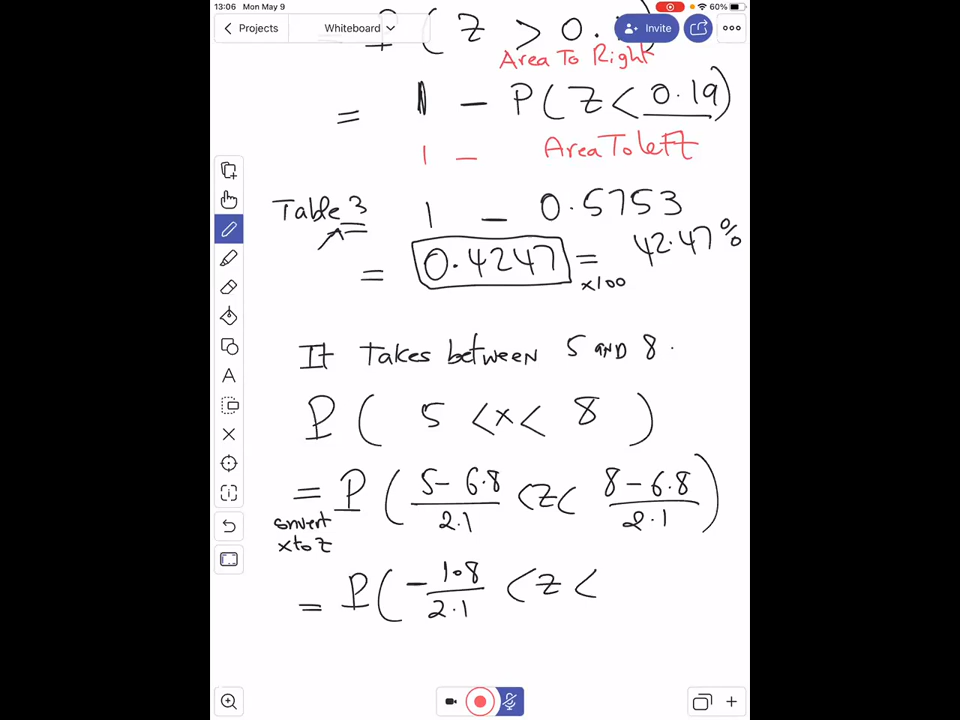 13:06 Mon May 9
60%
Projects
Whiteboard
Invite
P ( Z > 0.
Area To Right
= 1 - P( Z < 0.19)
1 - Area To left
Table 3 1 - 0.5753
= 0.4247 = 42.47%
x100
It Takes between 5 AND 8.
P ( 5 < x < 8 )
= P ( 5 - 6.8 / 2.1 < z < 8 - 6.8 / 2.1 )
convert
x to z
= P ( - 1.8 / 2.1 < z <